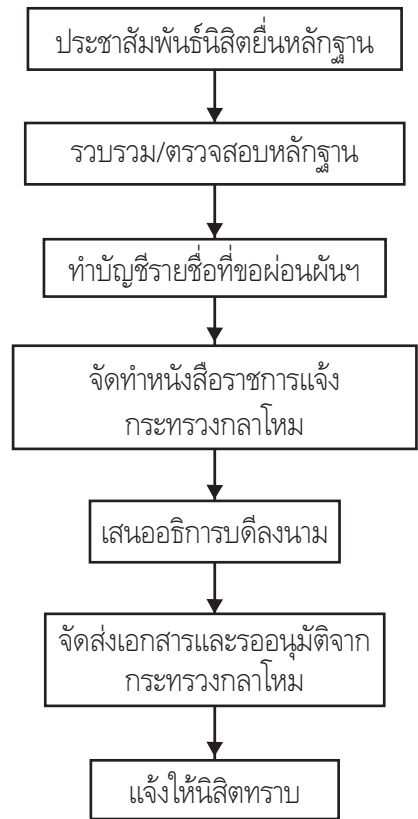 ประชาสัมพันธ์นิสิตยื่นหลักฐาน
รวบรวม/ตรวจสอบหลักฐาน
ทำบัญชีรายชื่อที่ขอผ่อนผันฯ
จัดทำหนังสือราชการแจ้ง
กระทรวงกลาโหม
เสนออธิการบดีลงนาม
จัดส่งเอกสารและรออนุมัติจาก
กระทรวงกลาโหม
แจ้งให้นิสิตทราบ